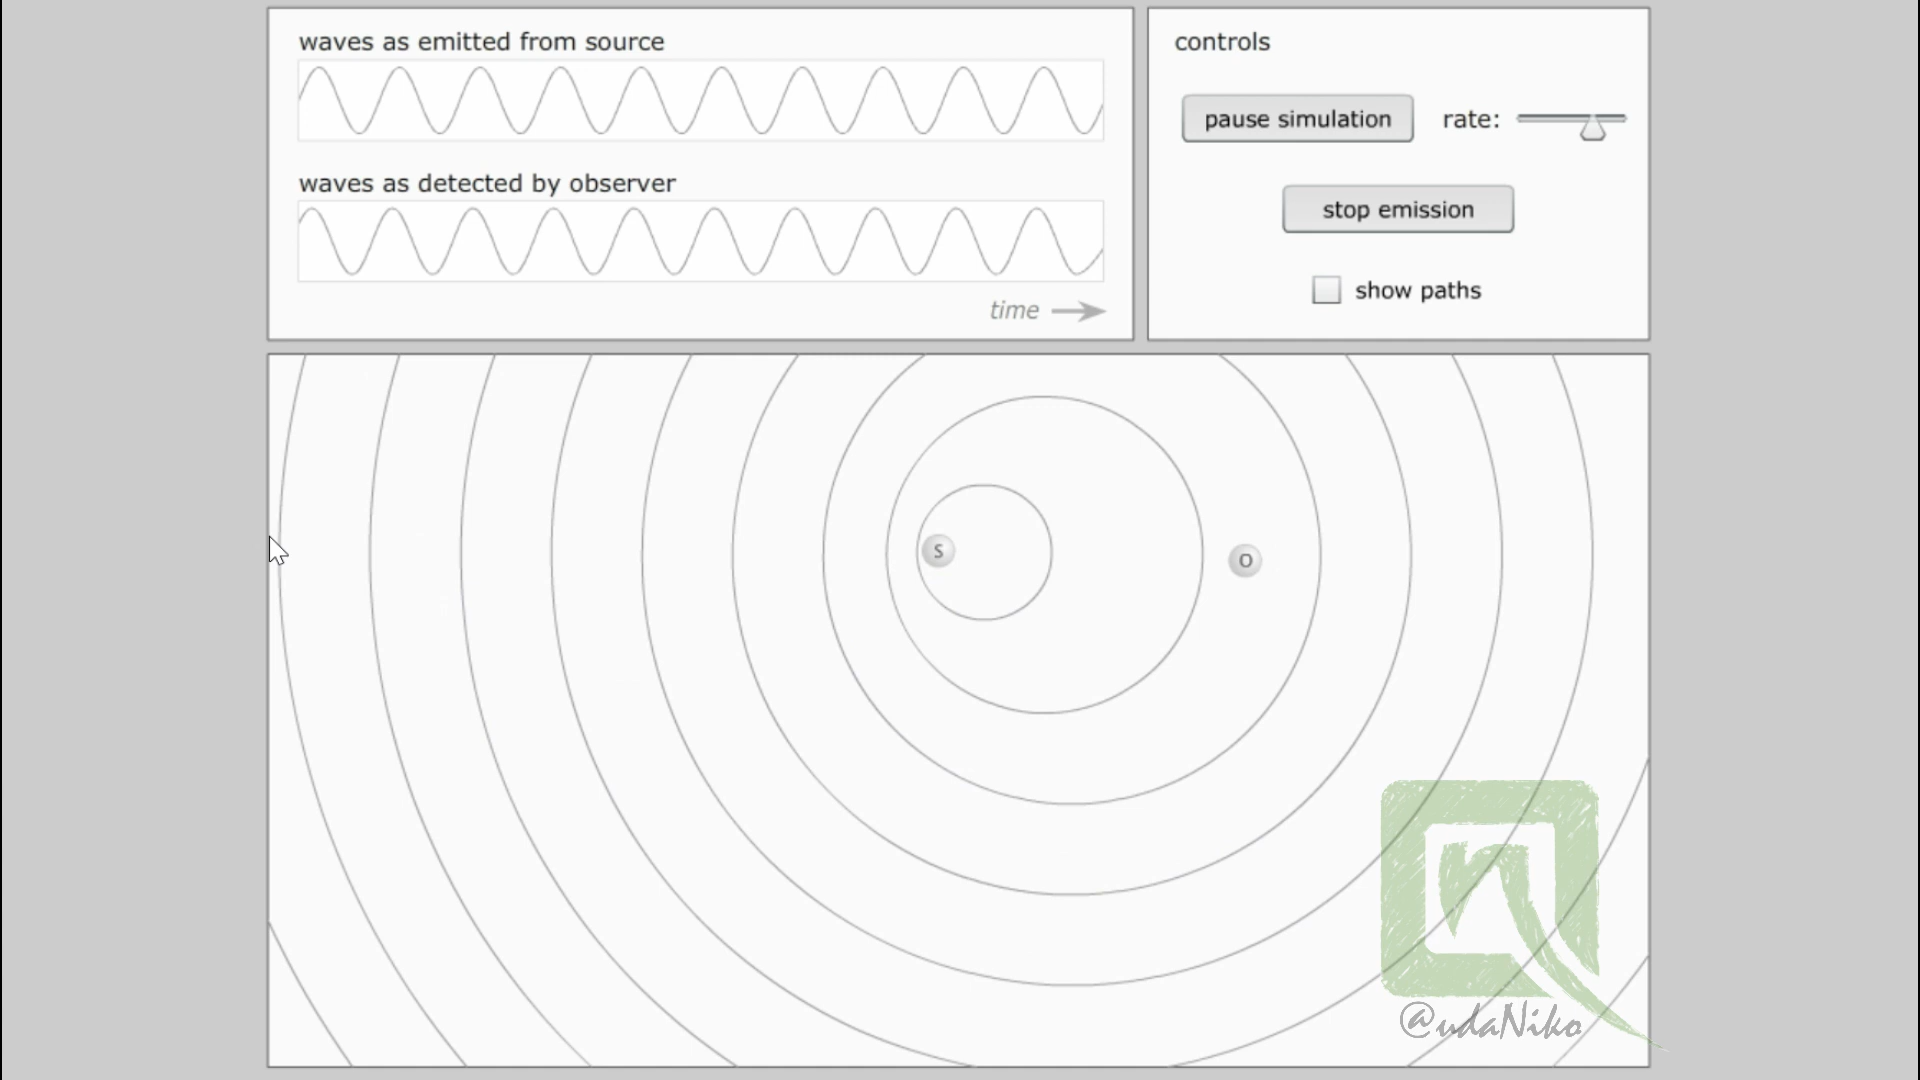 waves as emitted from source
waves as detected by observer
time
controls
pause simulation
rate:
stop emission
show paths
S
O
@udaNiko